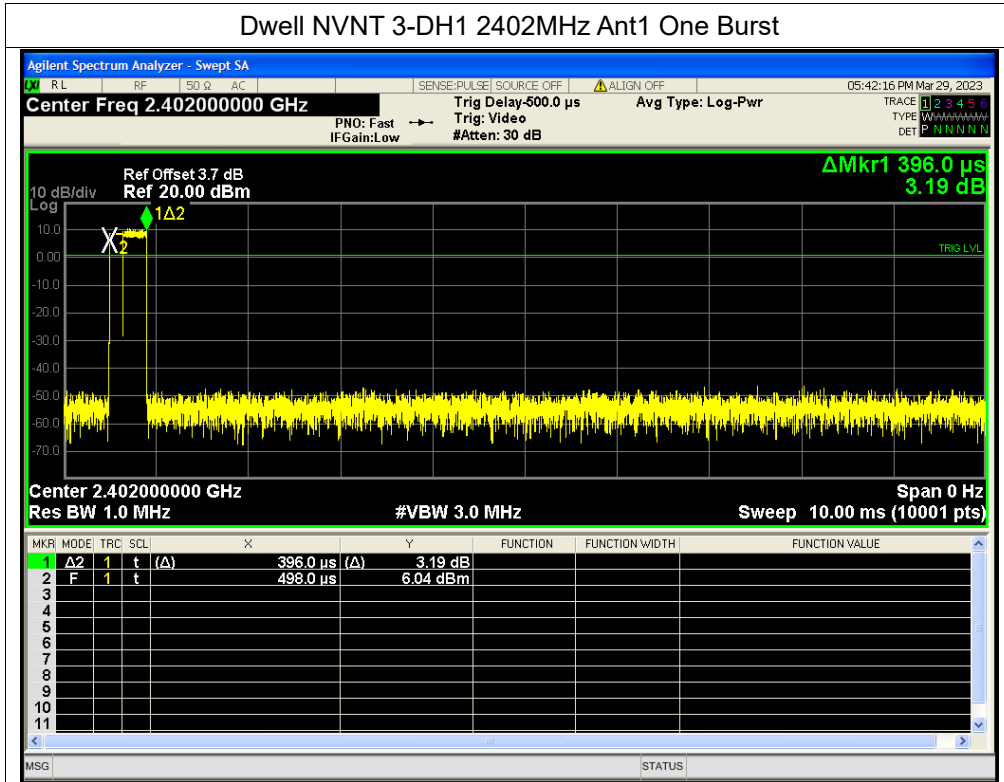 Dwell NVNT 3-DH1 2402MHz Ant1 One Burst
Agilent Spectrum Analyzer - Swept SA
LXI RL RF 50 Ω AC SENSE:PULSE SOURCE OFF ALIGN OFF 05:42:16 PM Mar 29, 2023
Center Freq 2.402000000 GHz Trig Delay-500.0 µs Avg Type: Log-Pwr TRACE 1 2 3 4 5 6
PNO: Fast Trig: Video TYPE WWWWWW
IFGain:Low #Atten: 30 dB DET P N N N N N
ΔMkr1 396.0 µs
3.19 dB
Ref Offset 3.7 dB
10 dB/div Ref 20.00 dBm
Log
1Δ2
10.0
2
TRIG LVL
0.00
-10.0
-20.0
-30.0
-40.0
-50.0
-60.0
-70.0
Center 2.402000000 GHz Span 0 Hz
Res BW 1.0 MHz #VBW 3.0 MHz Sweep 10.00 ms (10001 pts)
MKR MODE TRC SCL X Y FUNCTION FUNCTION WIDTH FUNCTION VALUE
1 Δ2 1 t (Δ) 396.0 µs (Δ) 3.19 dB
2 F 1 t 498.0 µs 6.04 dBm
3
4
5
6
7
8
9
10
11
MSG STATUS